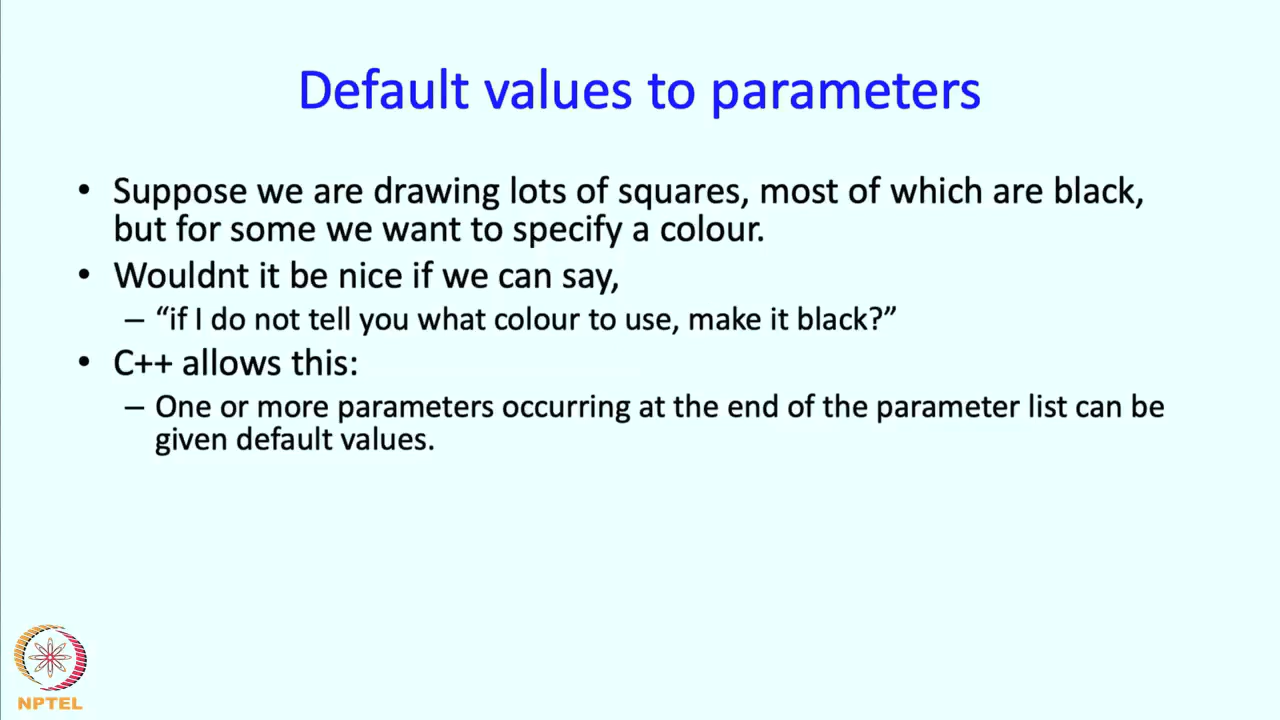 Default values to parameters
• Suppose we are drawing lots of squares, most of which are black,
but for some we want to specify a colour.
• Wouldnt it be nice if we can say,
– “if I do not tell you what colour to use, make it black?”
• C++ allows this:
– One or more parameters occurring at the end of the parameter list can be
given default values.
NPTEL